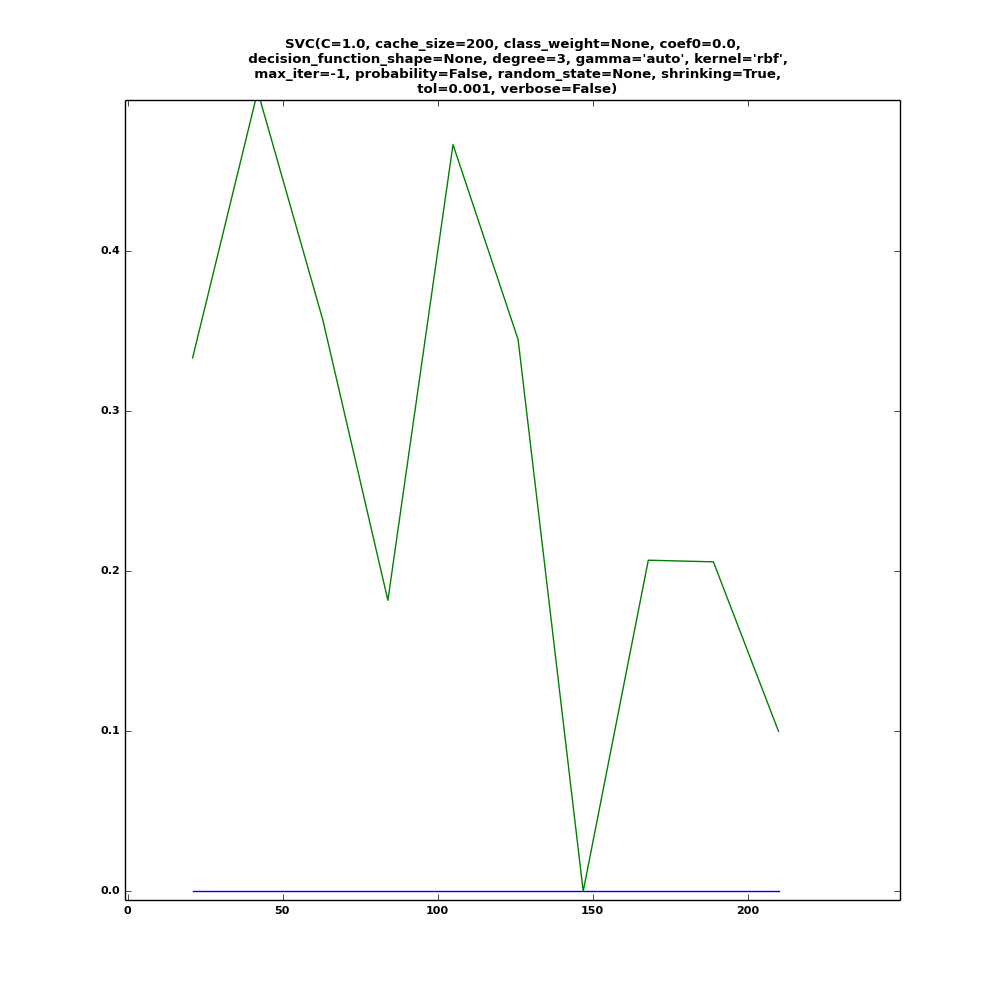 SVC(C=1.0, cache_size=200, class_weight=None, coef0=0.0,
decision_function_shape=None, degree=3, gamma='auto', kernel='rbf',
max_iter=-1, probability=False, random_state=None, shrinking=True,
tol=0.001, verbose=False)
0.4
0.3
0.2
0.1
0.0
0 50 100 150 200